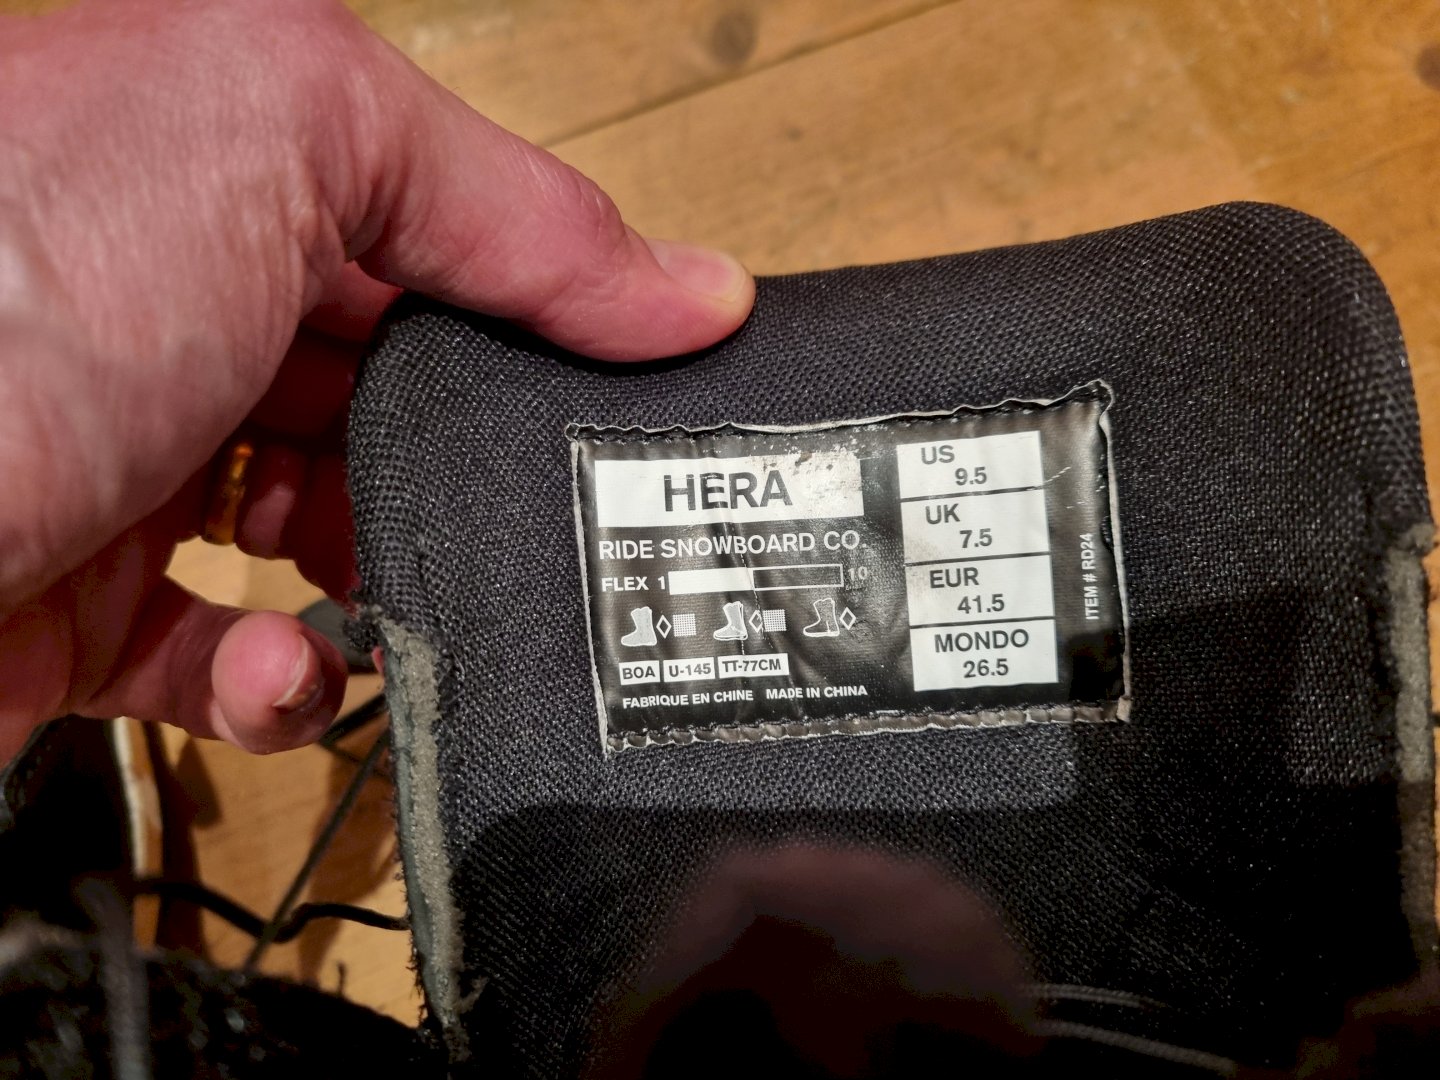 HERA
RIDE SNOWBOARD CO.
FLEX 1 10
BOA U-145 TT-77CM
FABRIQUE EN CHINE MADE IN CHINA
US
9.5
UK
7.5
EUR
41.5
MONDO
26.5
ITEM # RD24